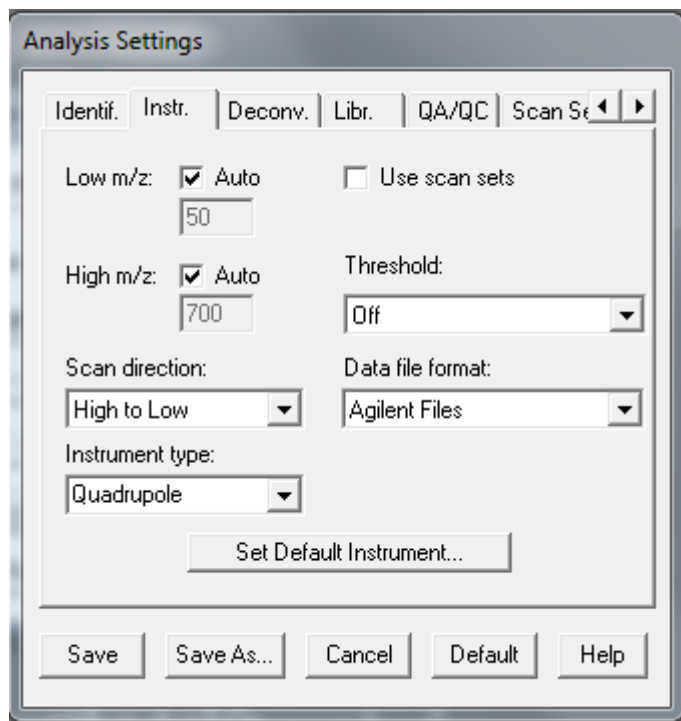 Analysis Settings
Identif. Instr. Deconv. Libr. QA/QC Scan Se
Low m/z: Auto Use scan sets
50
High m/z: Auto Threshold:
700 Off
Scan direction: Data file format:
High to Low Agilent Files
Instrument type:
Quadrupole
Set Default Instrument...
Save Save As... Cancel Default Help